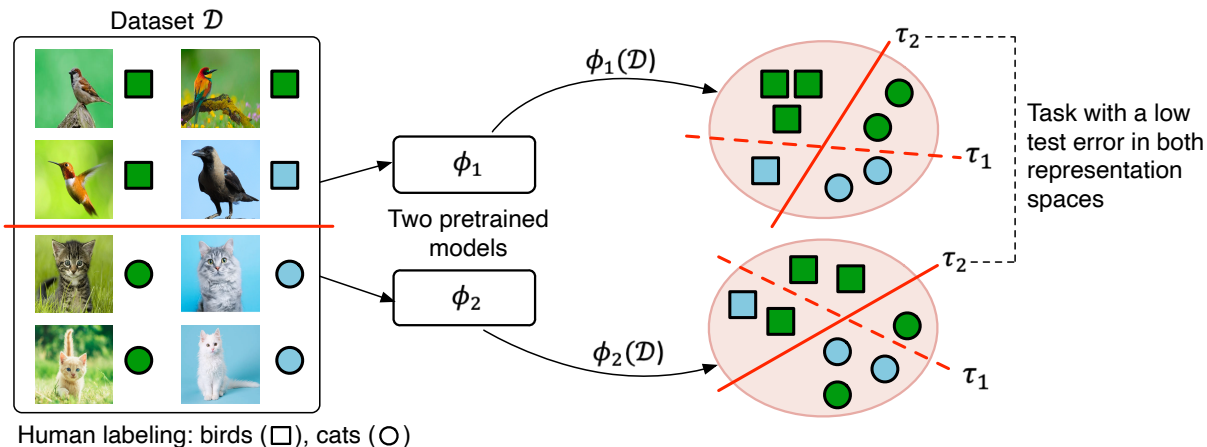 Dataset 𝒟
ϕ₁
Two pretrained
models
ϕ₂
ϕ₁(𝒟)
ϕ₂(𝒟)
τ₂
τ₁
τ₂
τ₁
Task with a low
test error in both
representation
spaces
Human labeling: birds (□), cats (○)